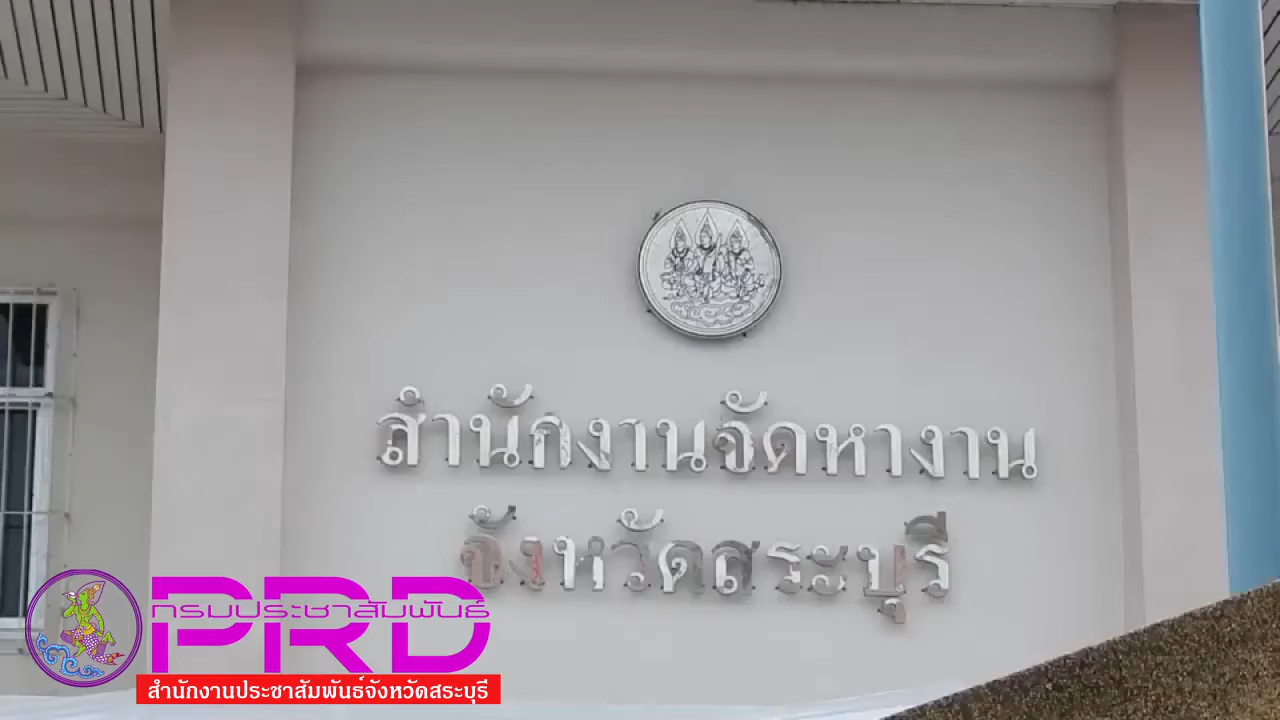 สำนักงานจัดหางาน
จังหวัดสระบุรี
PRD
กรมประชาสัมพันธ์
สำนักงานประชาสัมพันธ์จังหวัดสระบุรี